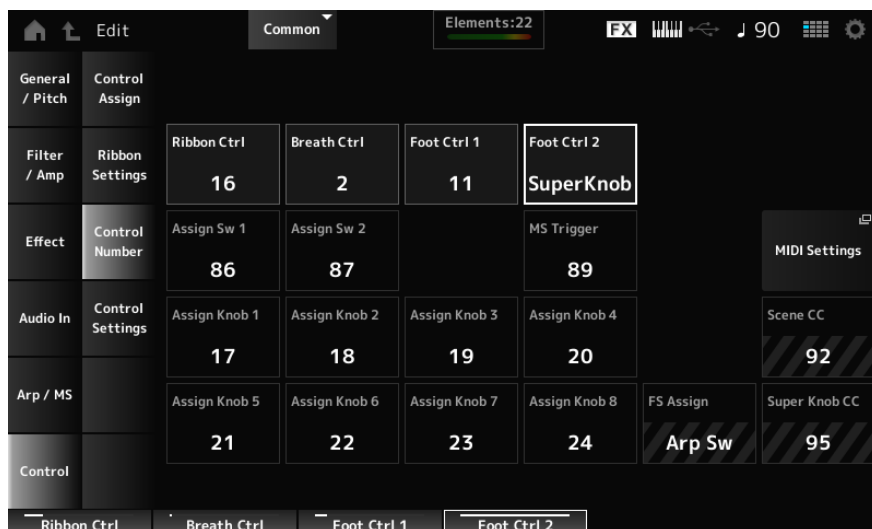 Edit
Common
Elements:22
FX
90
General
/ Pitch
Control
Assign
Filter
/ Amp
Ribbon
Settings
Ribbon Ctrl
16
Breath Ctrl
2
Foot Ctrl 1
11
Foot Ctrl 2
SuperKnob
Effect
Control
Number
Assign Sw 1
86
Assign Sw 2
87
MS Trigger
89
MIDI Settings
Audio In
Control
Settings
Assign Knob 1
17
Assign Knob 2
18
Assign Knob 3
19
Assign Knob 4
20
Scene CC
92
Arp / MS
Assign Knob 5
21
Assign Knob 6
22
Assign Knob 7
23
Assign Knob 8
24
FS Assign
Arp Sw
Super Knob CC
95
Control
Ribbon Ctrl
Breath Ctrl
Foot Ctrl 1
Foot Ctrl 2